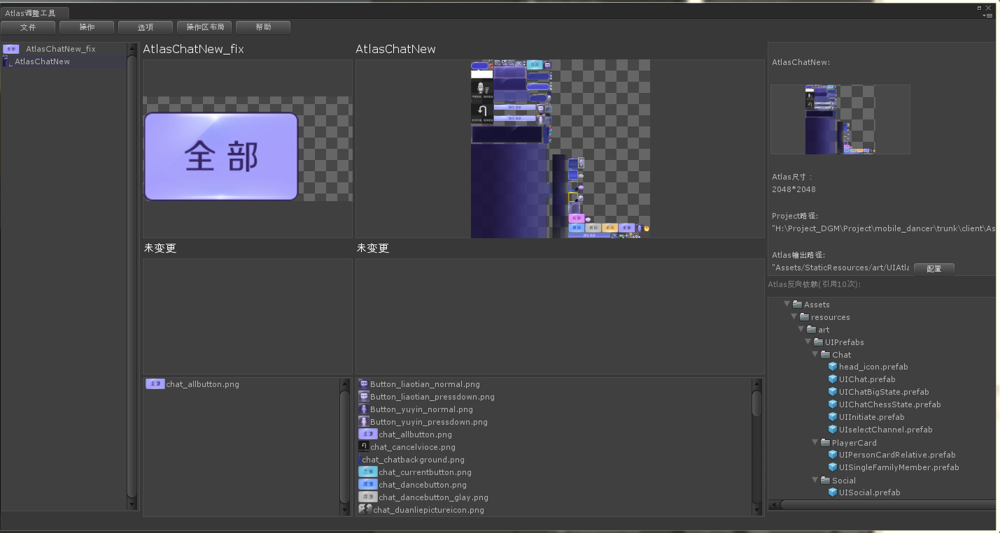 Atlas调整工具
文件
操作
选项
操作区布局
帮助
AtlasChatNew_fix
AtlasChatNew
AtlasChatNew_fix
全部
未变更
chat_allbutton.png
AtlasChatNew
未变更
Button_liaotian_normal.png
Button_liaotian_pressdown.png
Button_yuyin_normal.png
Button_yuyin_pressdown.png
chat_allbutton.png
chat_cancelvioce.png
chat_chatbackground.png
chat_currentbutton.png
chat_dancebutton.png
chat_dancebutton_glay.png
chat_duanliepictureicon.png
AtlasChatNew:
Atlas尺寸：
2048*2048
Project路径:
"H:\Project_DGM\Project\mobile_dancer\trunk\client\As
Atlas输出路径:
"Assets/StaticResources/art/UIAtla
配置
Atlas反向依赖(引用10次):
Assets
resources
art
UIPrefabs
Chat
head_icon.prefab
UIChat.prefab
UIChatBigState.prefab
UIChatChessState.prefab
UIInitiate.prefab
UIselectChannel.prefab
PlayerCard
UIPersonCardRelative.prefab
UISingleFamilyMember.prefab
Social
UISocial.prefab